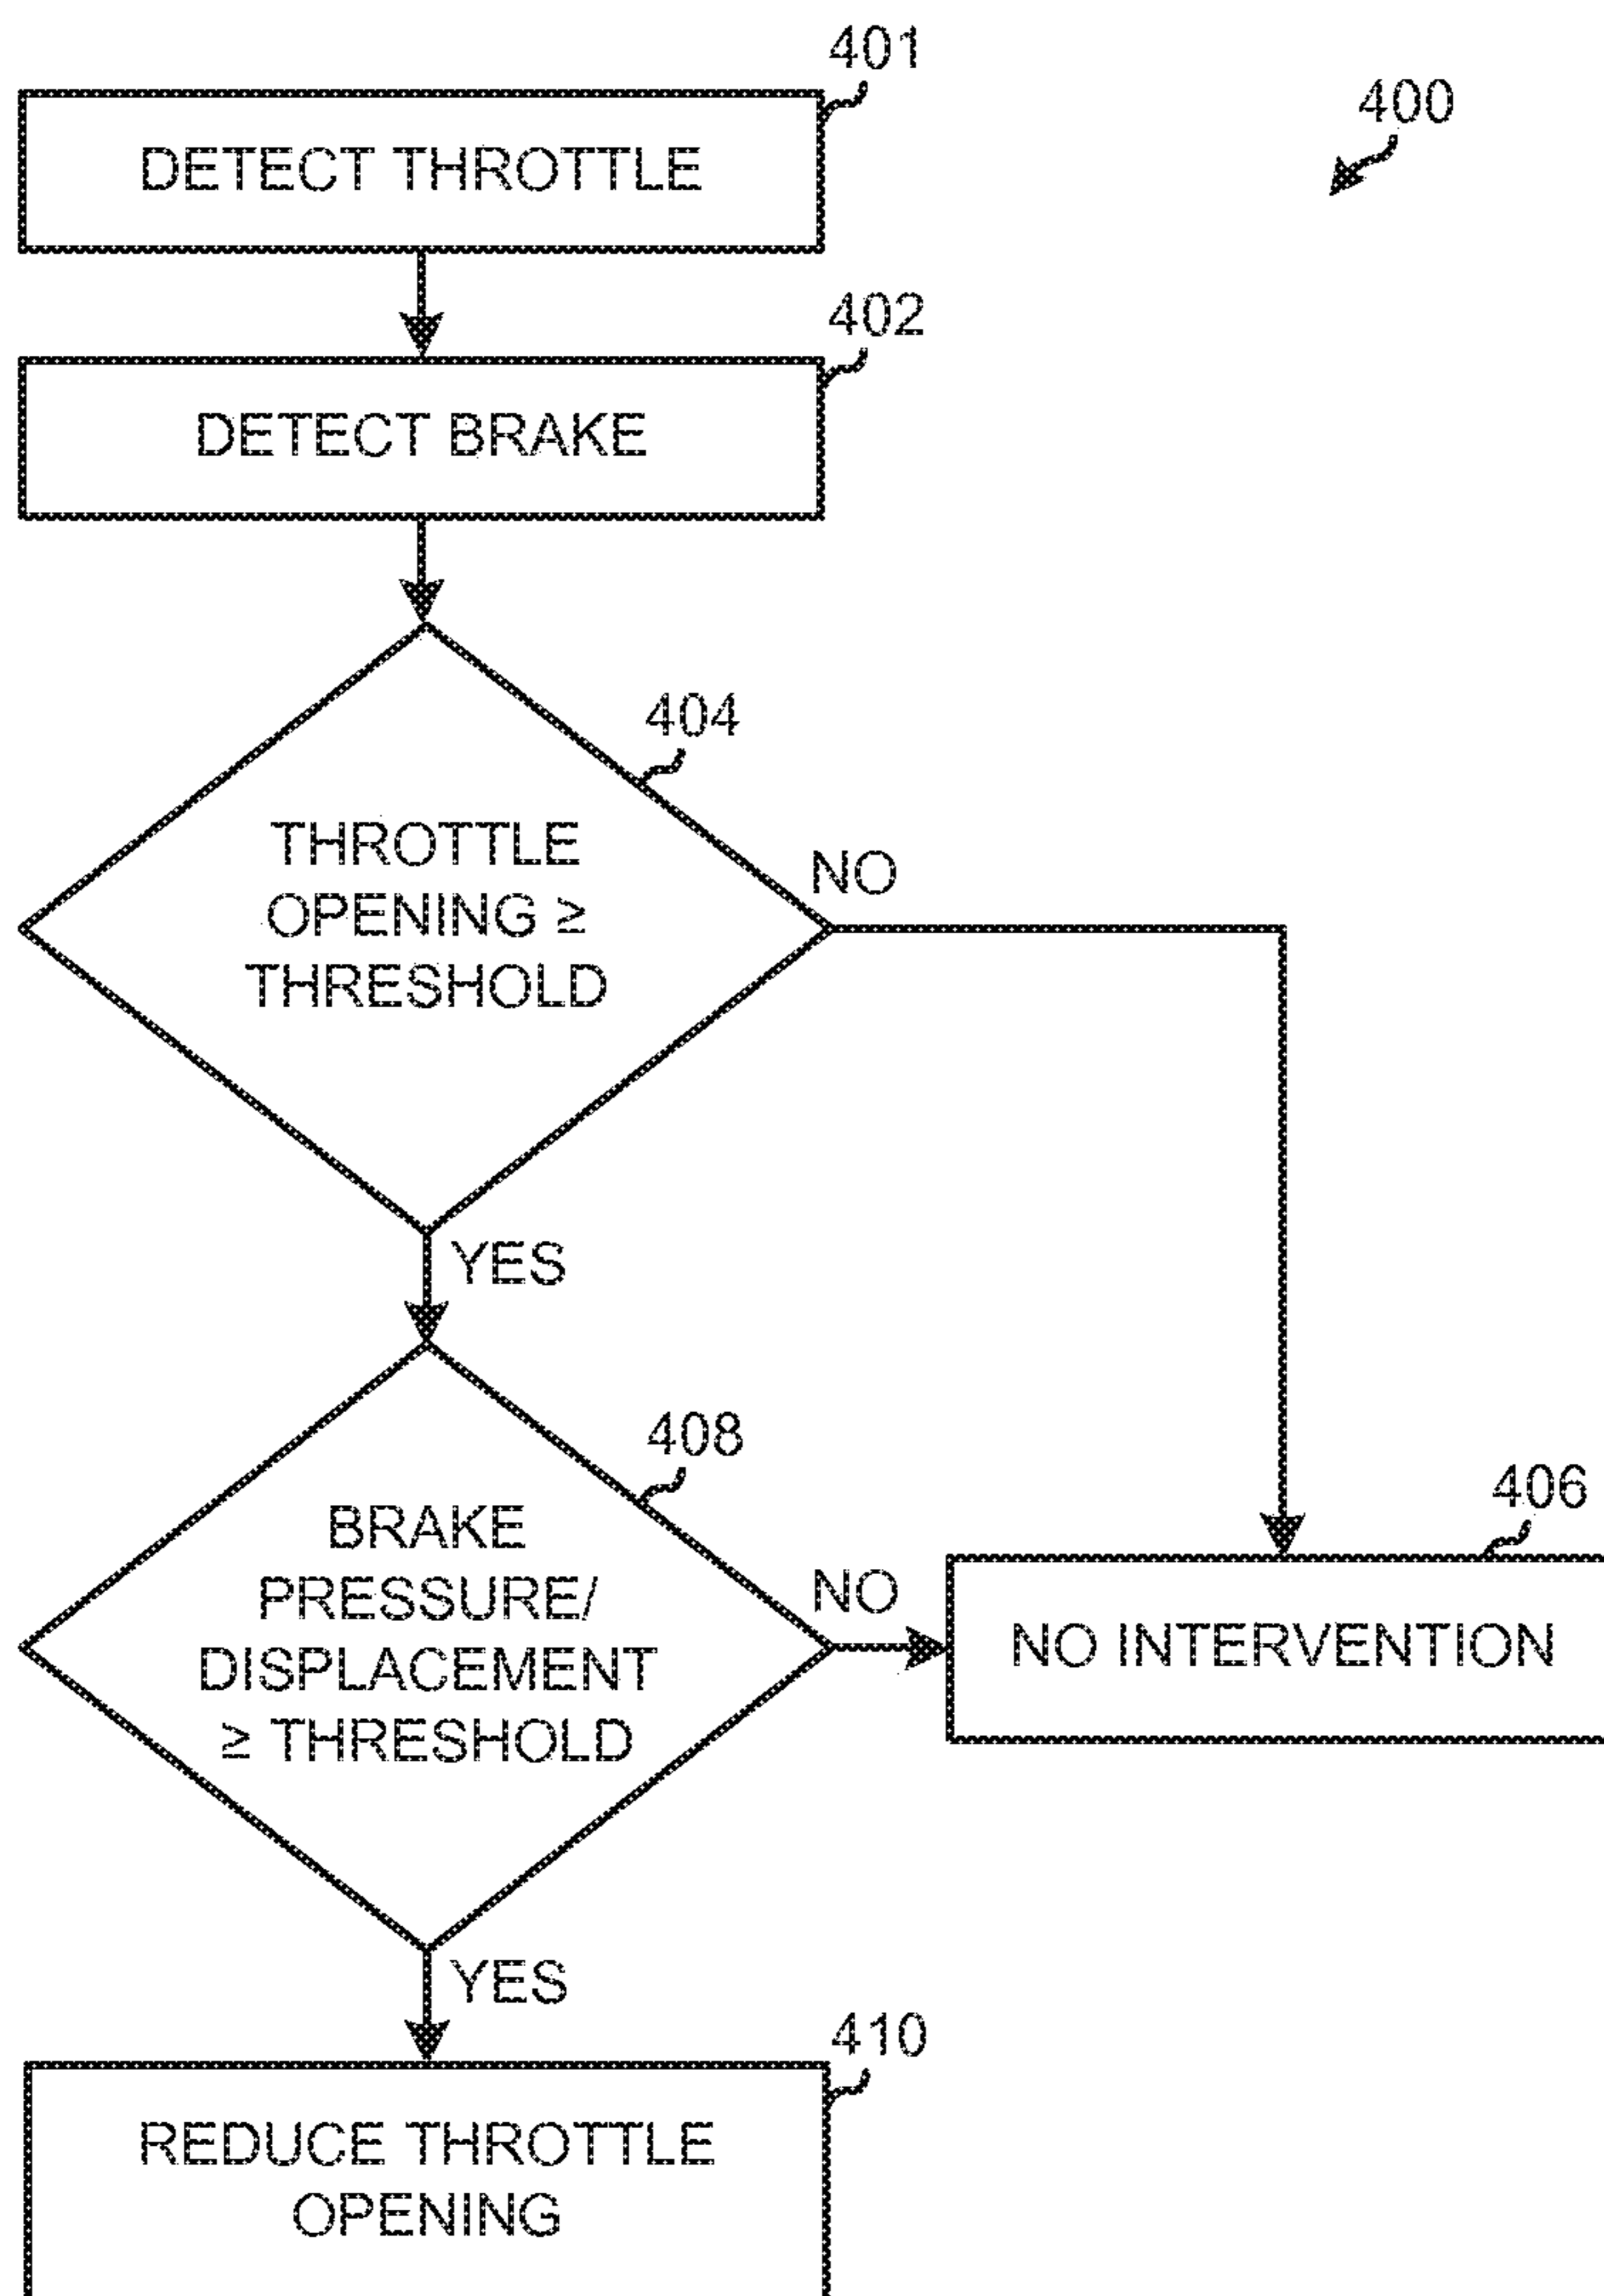 401
400
DETECT THROTTLE
402
DETECT BRAKE
404
THROTTLE
OPENING ≥
THRESHOLD
NO
YES
408
406
BRAKE
PRESSURE/
DISPLACEMENT
≥ THRESHOLD
NO
NO INTERVENTION
YES
410
REDUCE THROTTLE
OPENING